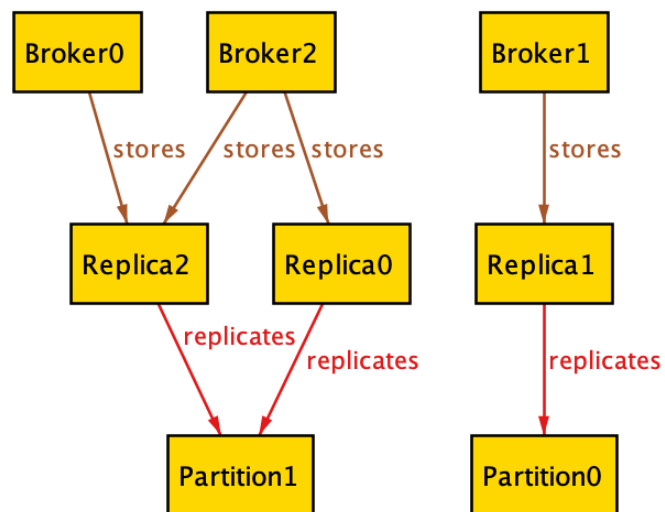 Broker0
Broker2
Broker1
stores
stores
stores
stores
Replica2
Replica0
Replica1
replicates
replicates
replicates
Partition1
Partition0